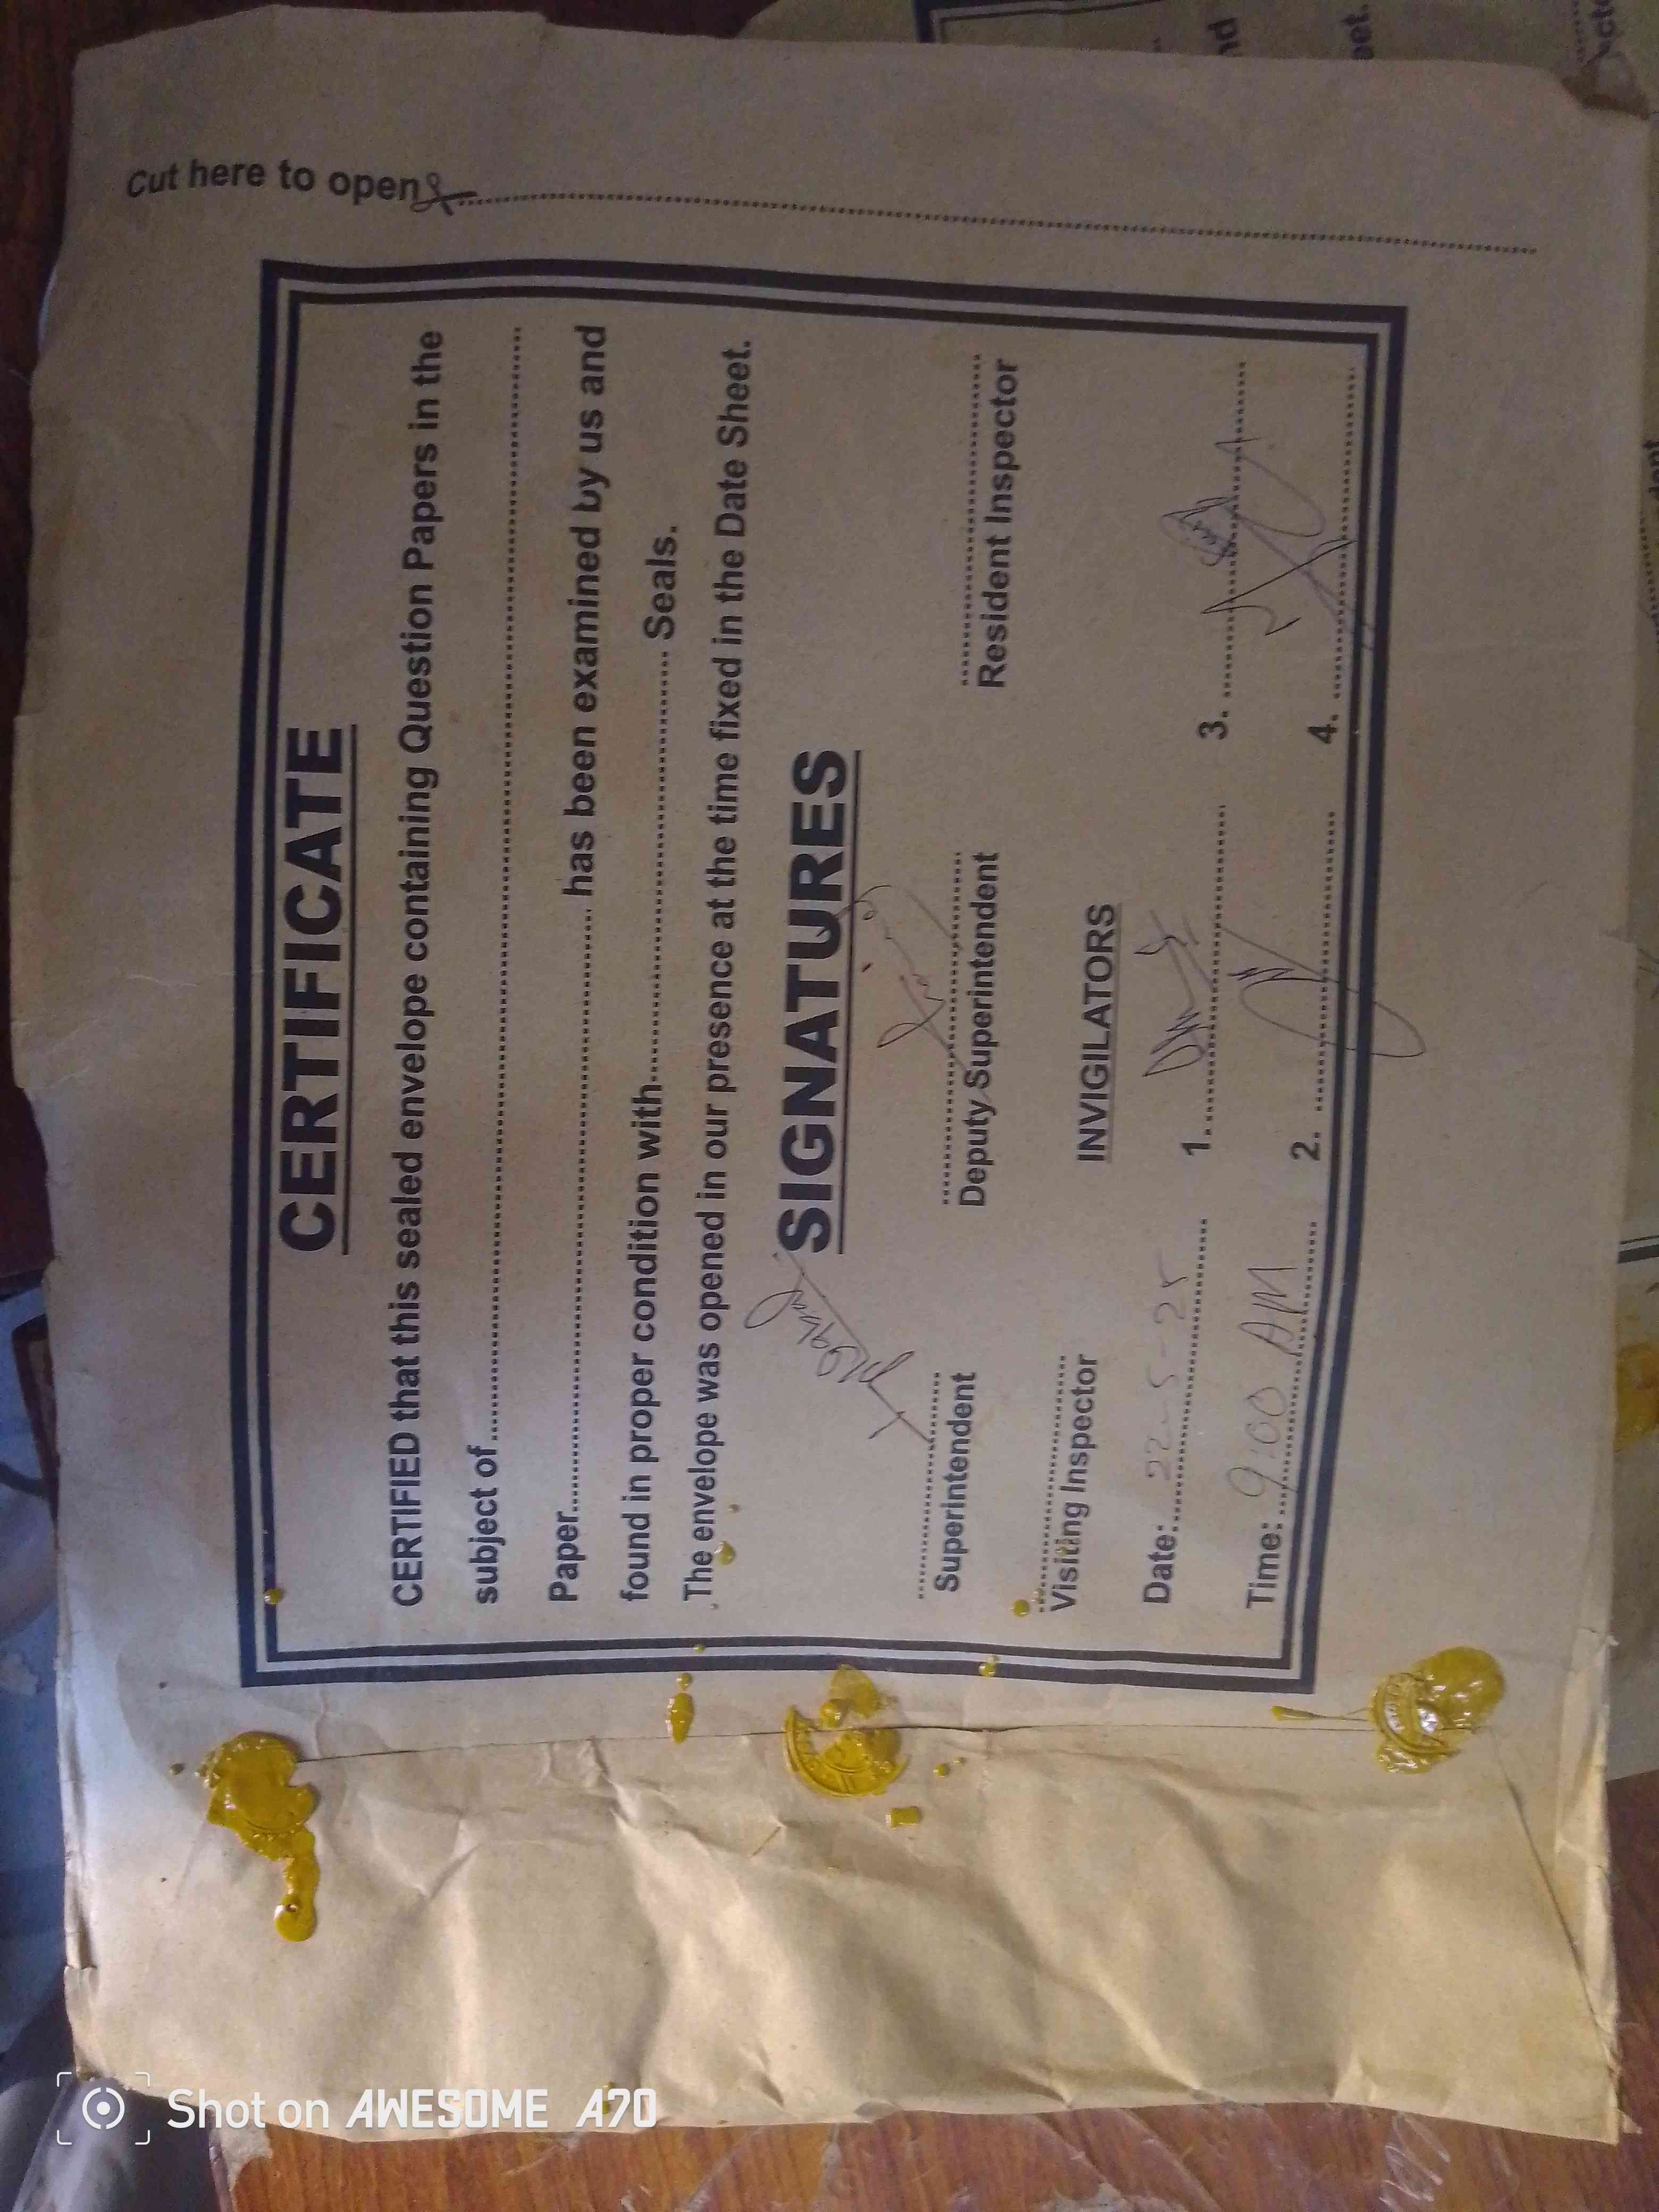 Cut here to open
CERTIFICATE
CERTIFIED that this sealed envelope containing Question Papers in the
subject of
Paper has been examined by us and
found in proper condition with Seals.
The envelope was opened in our presence at the time fixed in the Date Sheet.
SIGNATURES
Superintendent Deputy Superintendent Resident Inspector
Visiting Inspector INVIGILATORS
Date: 22-5-25 1. 3.
Time: 9:00 AM 2. 4.
Shot on AWESOME A70